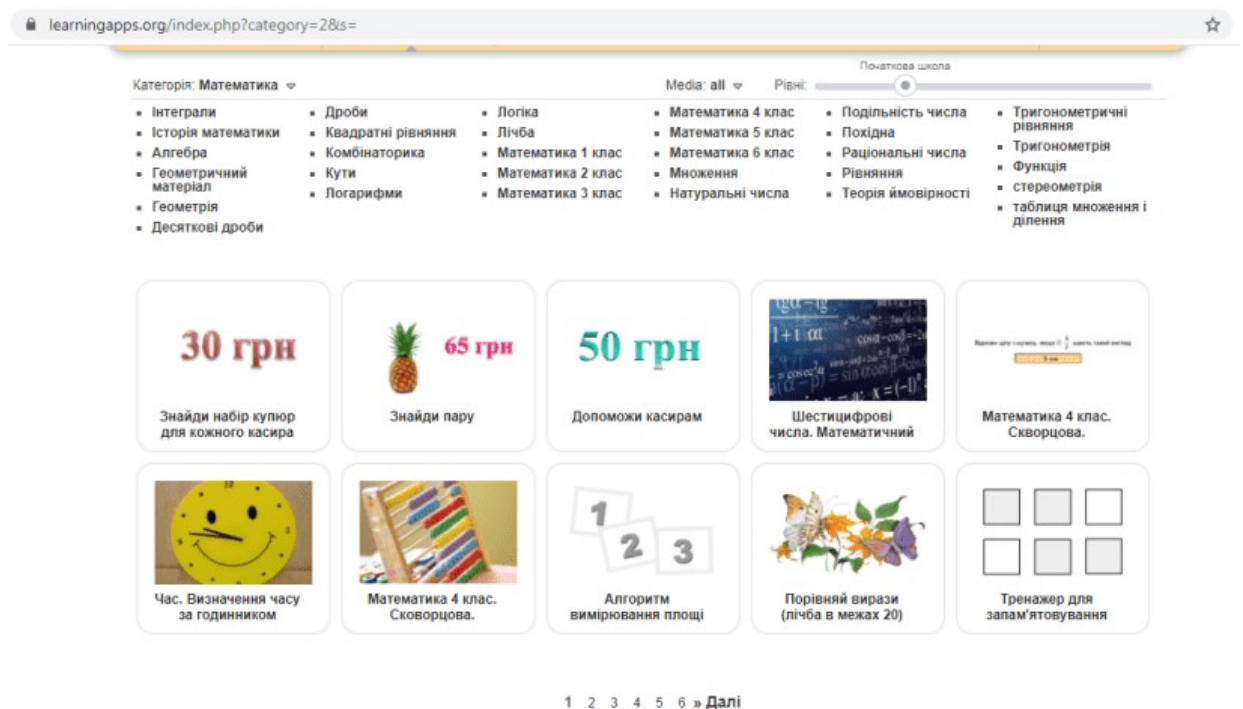 learningapps.org/index.php?category=2&s=
Початкова школа
Категорія: Математика
Media: all
Рівні:
Інтеграли
Історія математики
Алгебра
Геометричний
матеріал
Геометрія
Десяткові дроби
Дроби
Квадратні рівняння
Комбінаторика
Кути
Логарифми
Логіка
Лічба
Математика 1 клас
Математика 2 клас
Математика 3 клас
Математика 4 клас
Математика 5 клас
Математика 6 клас
Множення
Натуральні числа
Подільність числа
Похідна
Раціональні числа
Рівняння
Теорія ймовірності
Тригонометричні
рівняння
Тригонометрія
Функція
стереометрія
таблиця множення і
ділення
30 грн
Знайди набір купюр
для кожного касира
65 грн
Знайди пару
50 грн
Допоможи касирам
Шестицифрові
числа. Математичний
Математика 4 клас.
Скворцова.
Час. Визначення часу
за годинником
Математика 4 клас.
Сковорцова.
1
2
3
Алгоритм
вимірювання площі
Порівняй вирази
(лічба в межах 20)
Тренажер для
запам'ятовування
1 2 3 4 5 6 » Далі